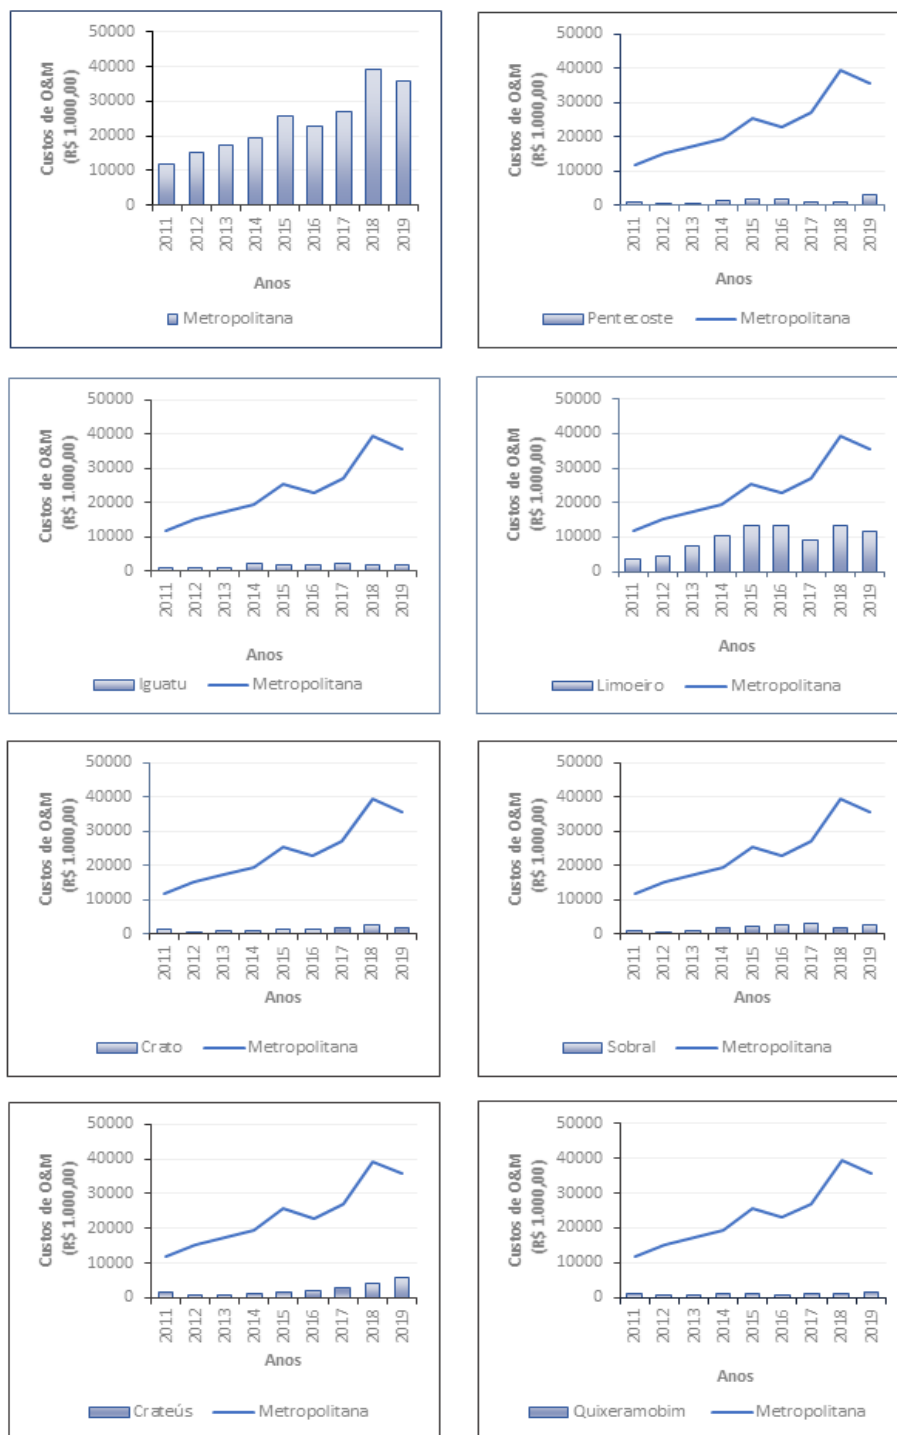 Custos de O&M
(R$ 1.000,00)
50000
40000
30000
20000
10000
0
2011 2012 2013 2014 2015 2016 2017 2018 2019
Anos
Metropolitana
Custos de O&M
(R$ 1.000,00)
50000
40000
30000
20000
10000
0
2011 2012 2013 2014 2015 2016 2017 2018 2019
Anos
Pentecoste Metropolitana
Custos de O&M
(R$ 1.000,00)
50000
40000
30000
20000
10000
0
2011 2012 2013 2014 2015 2016 2017 2018 2019
Anos
Iguatu Metropolitana
Custos de O&M
(R$ 1.000,00)
50000
40000
30000
20000
10000
0
2011 2012 2013 2014 2015 2016 2017 2018 2019
Anos
Limoeiro Metropolitana
Custos de O&M
(R$ 1.000,00)
50000
40000
30000
20000
10000
0
2011 2012 2013 2014 2015 2016 2017 2018 2019
Anos
Crato Metropolitana
Custos de O&M
(R$ 1.000,00)
50000
40000
30000
20000
10000
0
2011 2012 2013 2014 2015 2016 2017 2018 2019
Anos
Sobral Metropolitana
Custos de O&M
(R$ 1.000,00)
50000
40000
30000
20000
10000
0
2011 2012 2013 2014 2015 2016 2017 2018 2019
Anos
Crateús Metropolitana
Custos de O&M
(R$ 1.000,00)
50000
40000
30000
20000
10000
0
2011 2012 2013 2014 2015 2016 2017 2018 2019
Anos
Quixeramobim Metropolitana